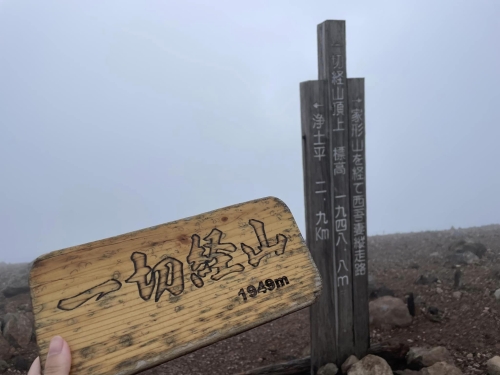 一切経山
1949m
一切経山頂上 標高 一九四八.八m
←浄土平 二.九Km
→家形山を経て西吾妻縦走路